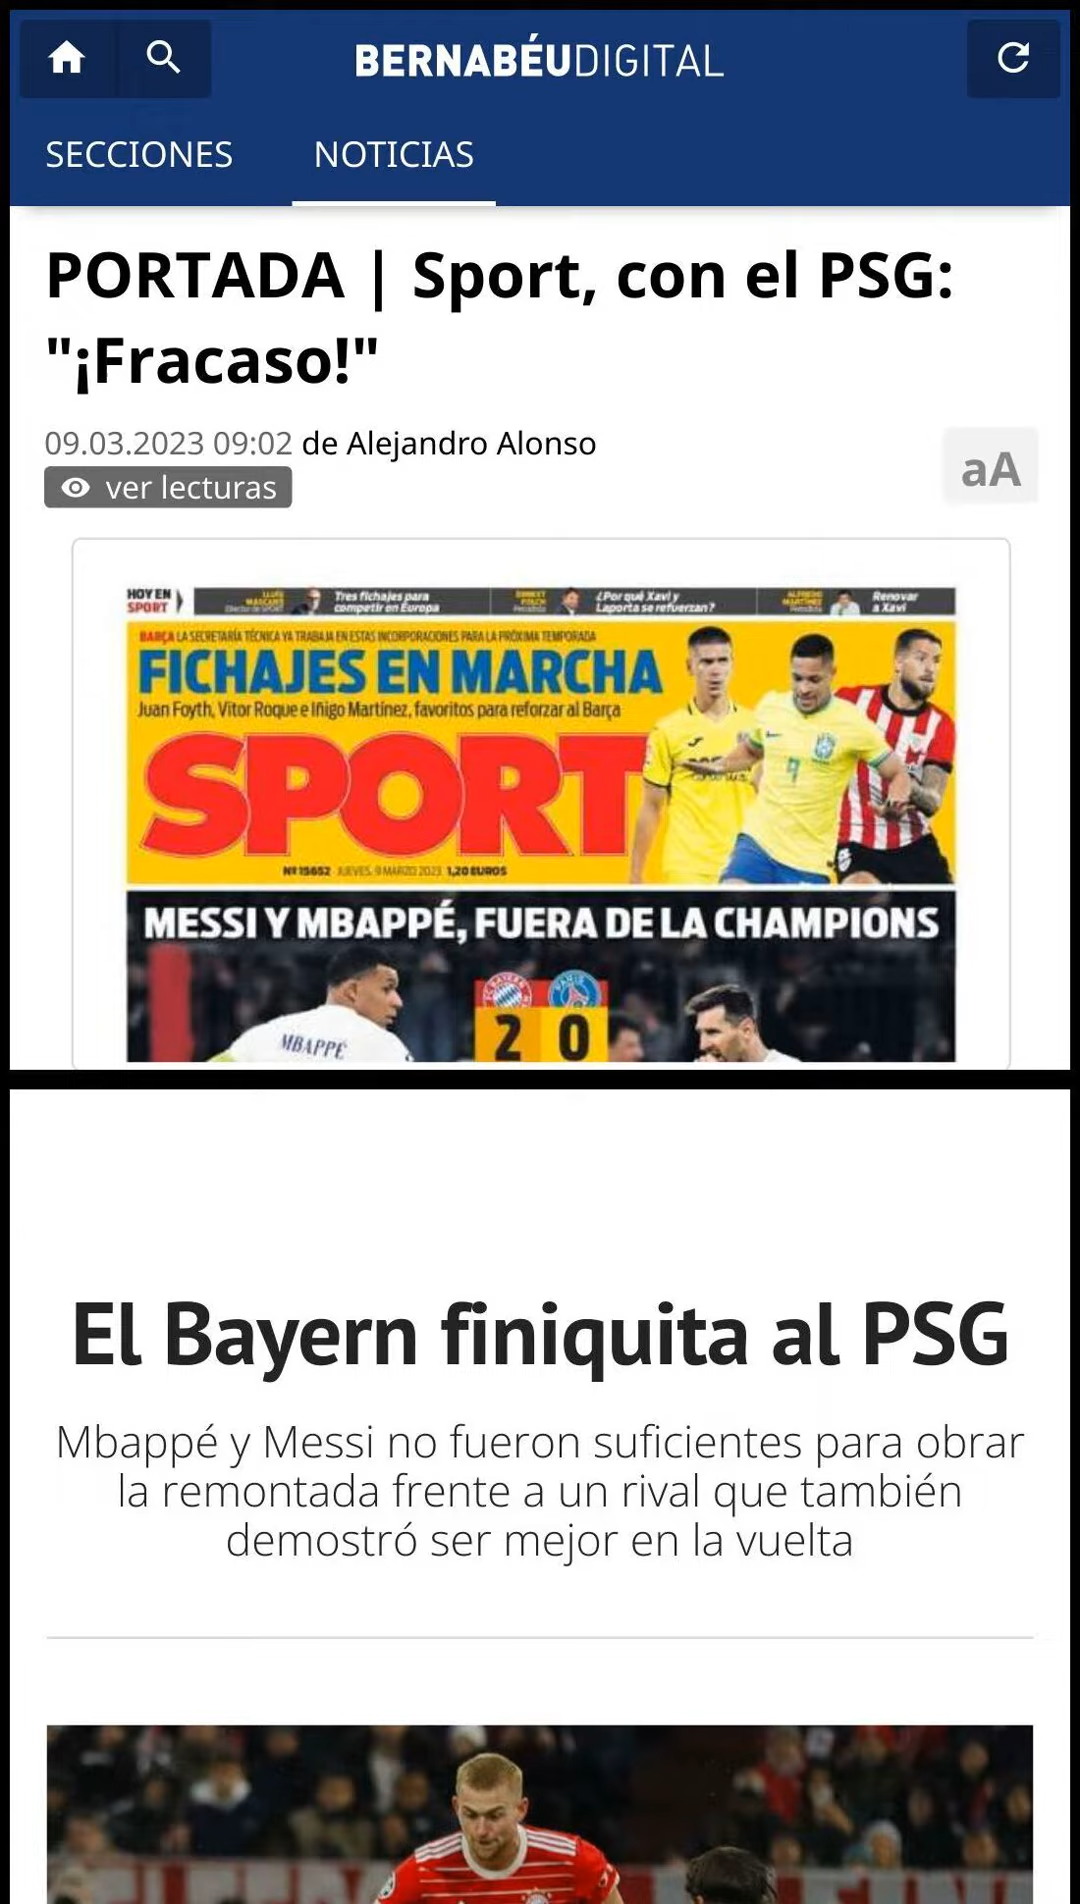 BERNABÉUDIGITAL
SECCIONES NOTICIAS
PORTADA | Sport, con el PSG:
"¡Fracaso!"
09.03.2023 09:02 de Alejandro Alonso
ver lecturas
aA
HOY EN
SPORT
Tres fichajes para
competir en Europa
¿Por qué Xavi y
Laporta se refuerzan?
Renovar
a Xavi
BARÇA LA SECRETARÍA TÉCNICA YA TRABAJA EN ESTAS INCORPORACIONES PARA LA PRÓXIMA TEMPORADA
FICHAJES EN MARCHA
Juan Foyth, Vitor Roque e Iñigo Martínez, favoritos para reforzar al Barça
SPORT
Nº 15652 JUEVES. 9 MARZO 2023 1,20 EUROS
MESSI Y MBAPPÉ, FUERA DE LA CHAMPIONS
2 0
MBAPPÉ
El Bayern finiquita al PSG
Mbappé y Messi no fueron suficientes para obrar
la remontada frente a un rival que también
demostró ser mejor en la vuelta